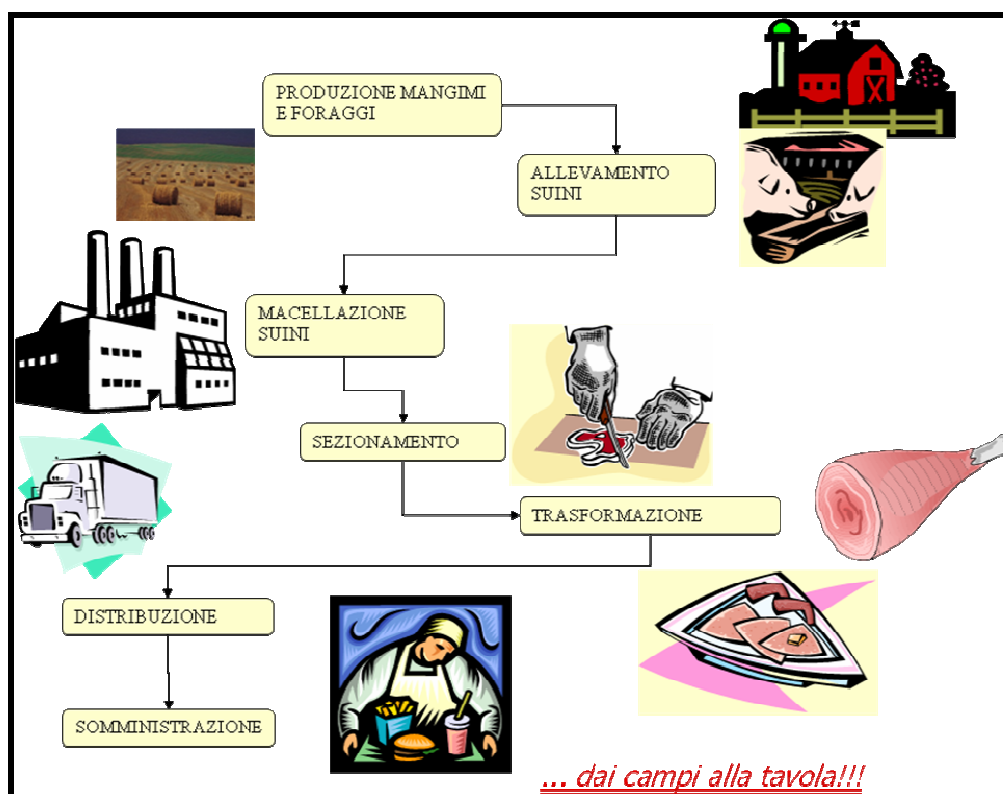 PRODUZIONE MANGIMI
E FORAGGI
ALLEVAMENTO
SUINI
MACELLAZIONE
SUINI
SEZIONAMENTO
TRASFORMAZIONE
DISTRIBUZIONE
SOMMINISTRAZIONE
... dai campi alla tavola!!!